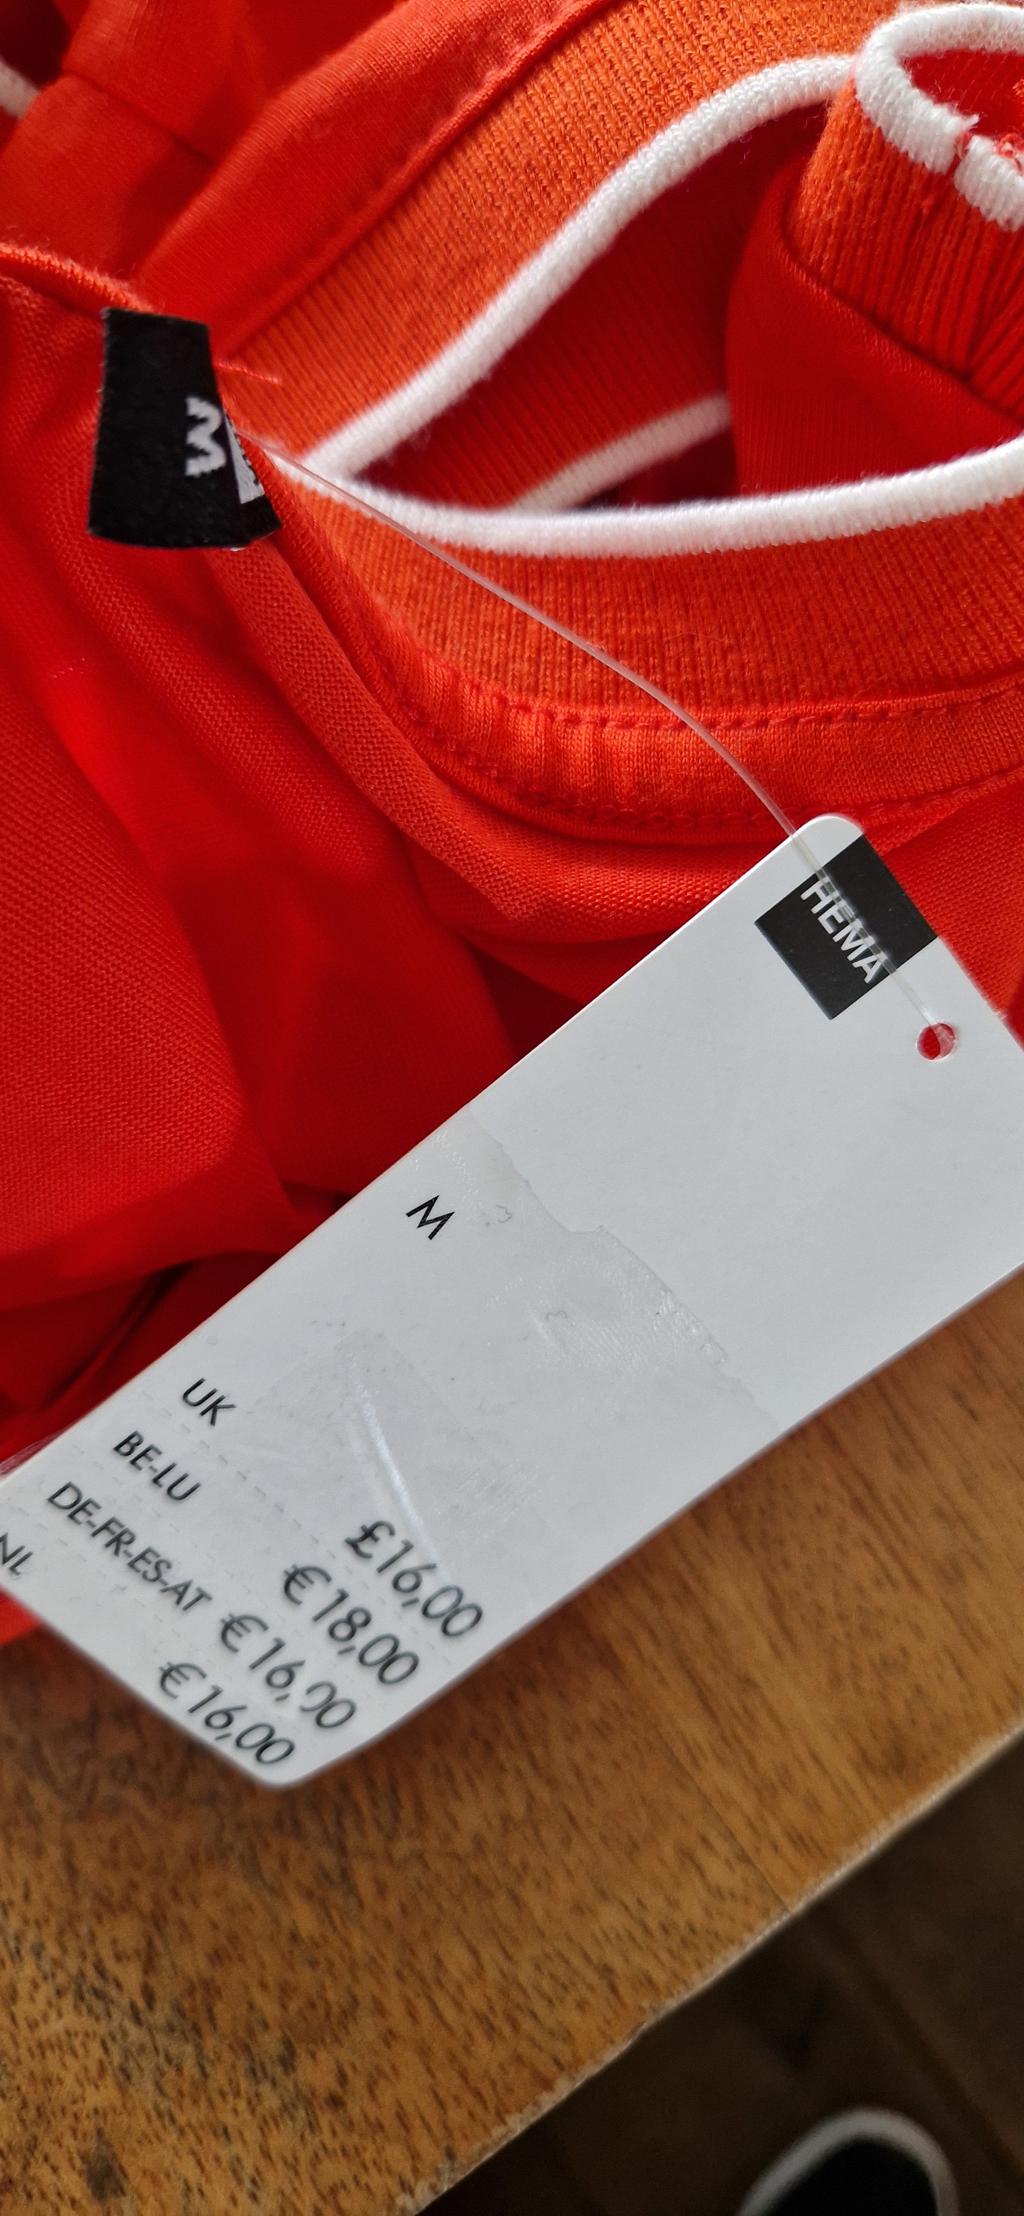 M
HEMA
M
UK £16,00
BE-LU €18,00
DE-FR-ES-AT €16,00
NL €16,00